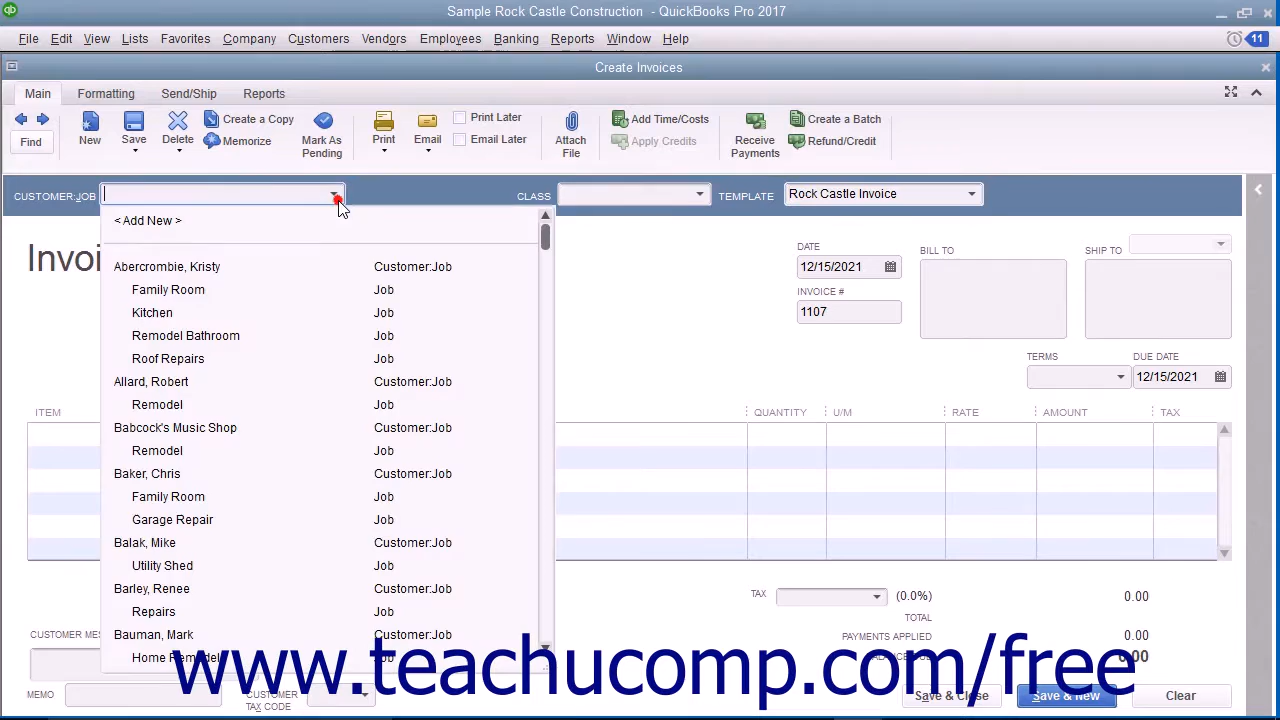 Sample Rock Castle Construction - QuickBooks Pro 2017
File Edit View Lists Favorites Company Customers Vendors Employees Banking Reports Window Help 11
Create Invoices
Main Formatting Send/Ship Reports
Find New Save Delete Create a Copy Memorize Mark As Pending Print Email Print Later Email Later Attach File Add Time/Costs Apply Credits Receive Payments Create a Batch Refund/Credit
CUSTOMER:JOB CLASS TEMPLATE Rock Castle Invoice
< Add New >
Invoi
DATE BILL TO SHIP TO
12/15/2021
INVOICE #
1107
TERMS DUE DATE
12/15/2021
Abercrombie, Kristy Customer:Job
Family Room Job
Kitchen Job
Remodel Bathroom Job
Roof Repairs Job
Allard, Robert Customer:Job
Remodel Job
Babcock's Music Shop Customer:Job
Remodel Job
Baker, Chris Customer:Job
Family Room Job
Garage Repair Job
Balak, Mike Customer:Job
Utility Shed Job
Barley, Renee Customer:Job
Repairs Job
Bauman, Mark Customer:Job
Home Remodel Job
ITEM QUANTITY U/M RATE AMOUNT TAX
TAX (0.0%) 0.00
TOTAL
CUSTOMER MES
PAYMENTS APPLIED 0.00
0.00
www.teachucomp.com/free
MEMO CUSTOMER TAX CODE
Save & Close Save & New Clear